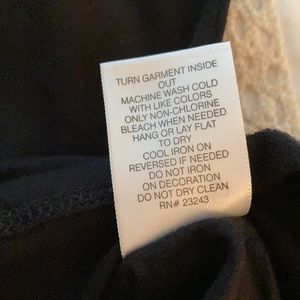 TURN GARMENT INSIDE
OUT
MACHINE WASH COLD
WITH LIKE COLORS
ONLY NON-CHLORINE
BLEACH WHEN NEEDED
HANG OR LAY FLAT
TO DRY
COOL IRON ON
REVERSED IF NEEDED
DO NOT IRON
ON DECORATION
DO NOT DRY CLEAN
RN# 23243